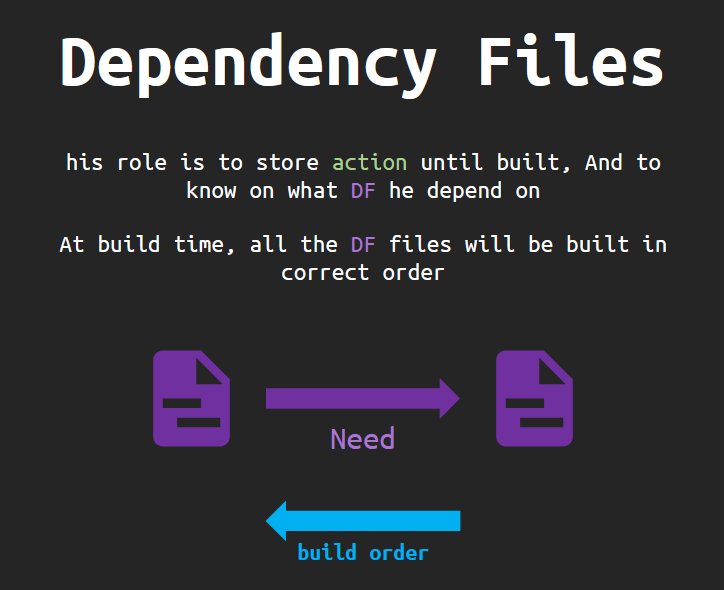 Dependency Files
his role is to store action until built, And to
know on what DF he depend on
At build time, all the DF files will be built in
correct order
Need
build order